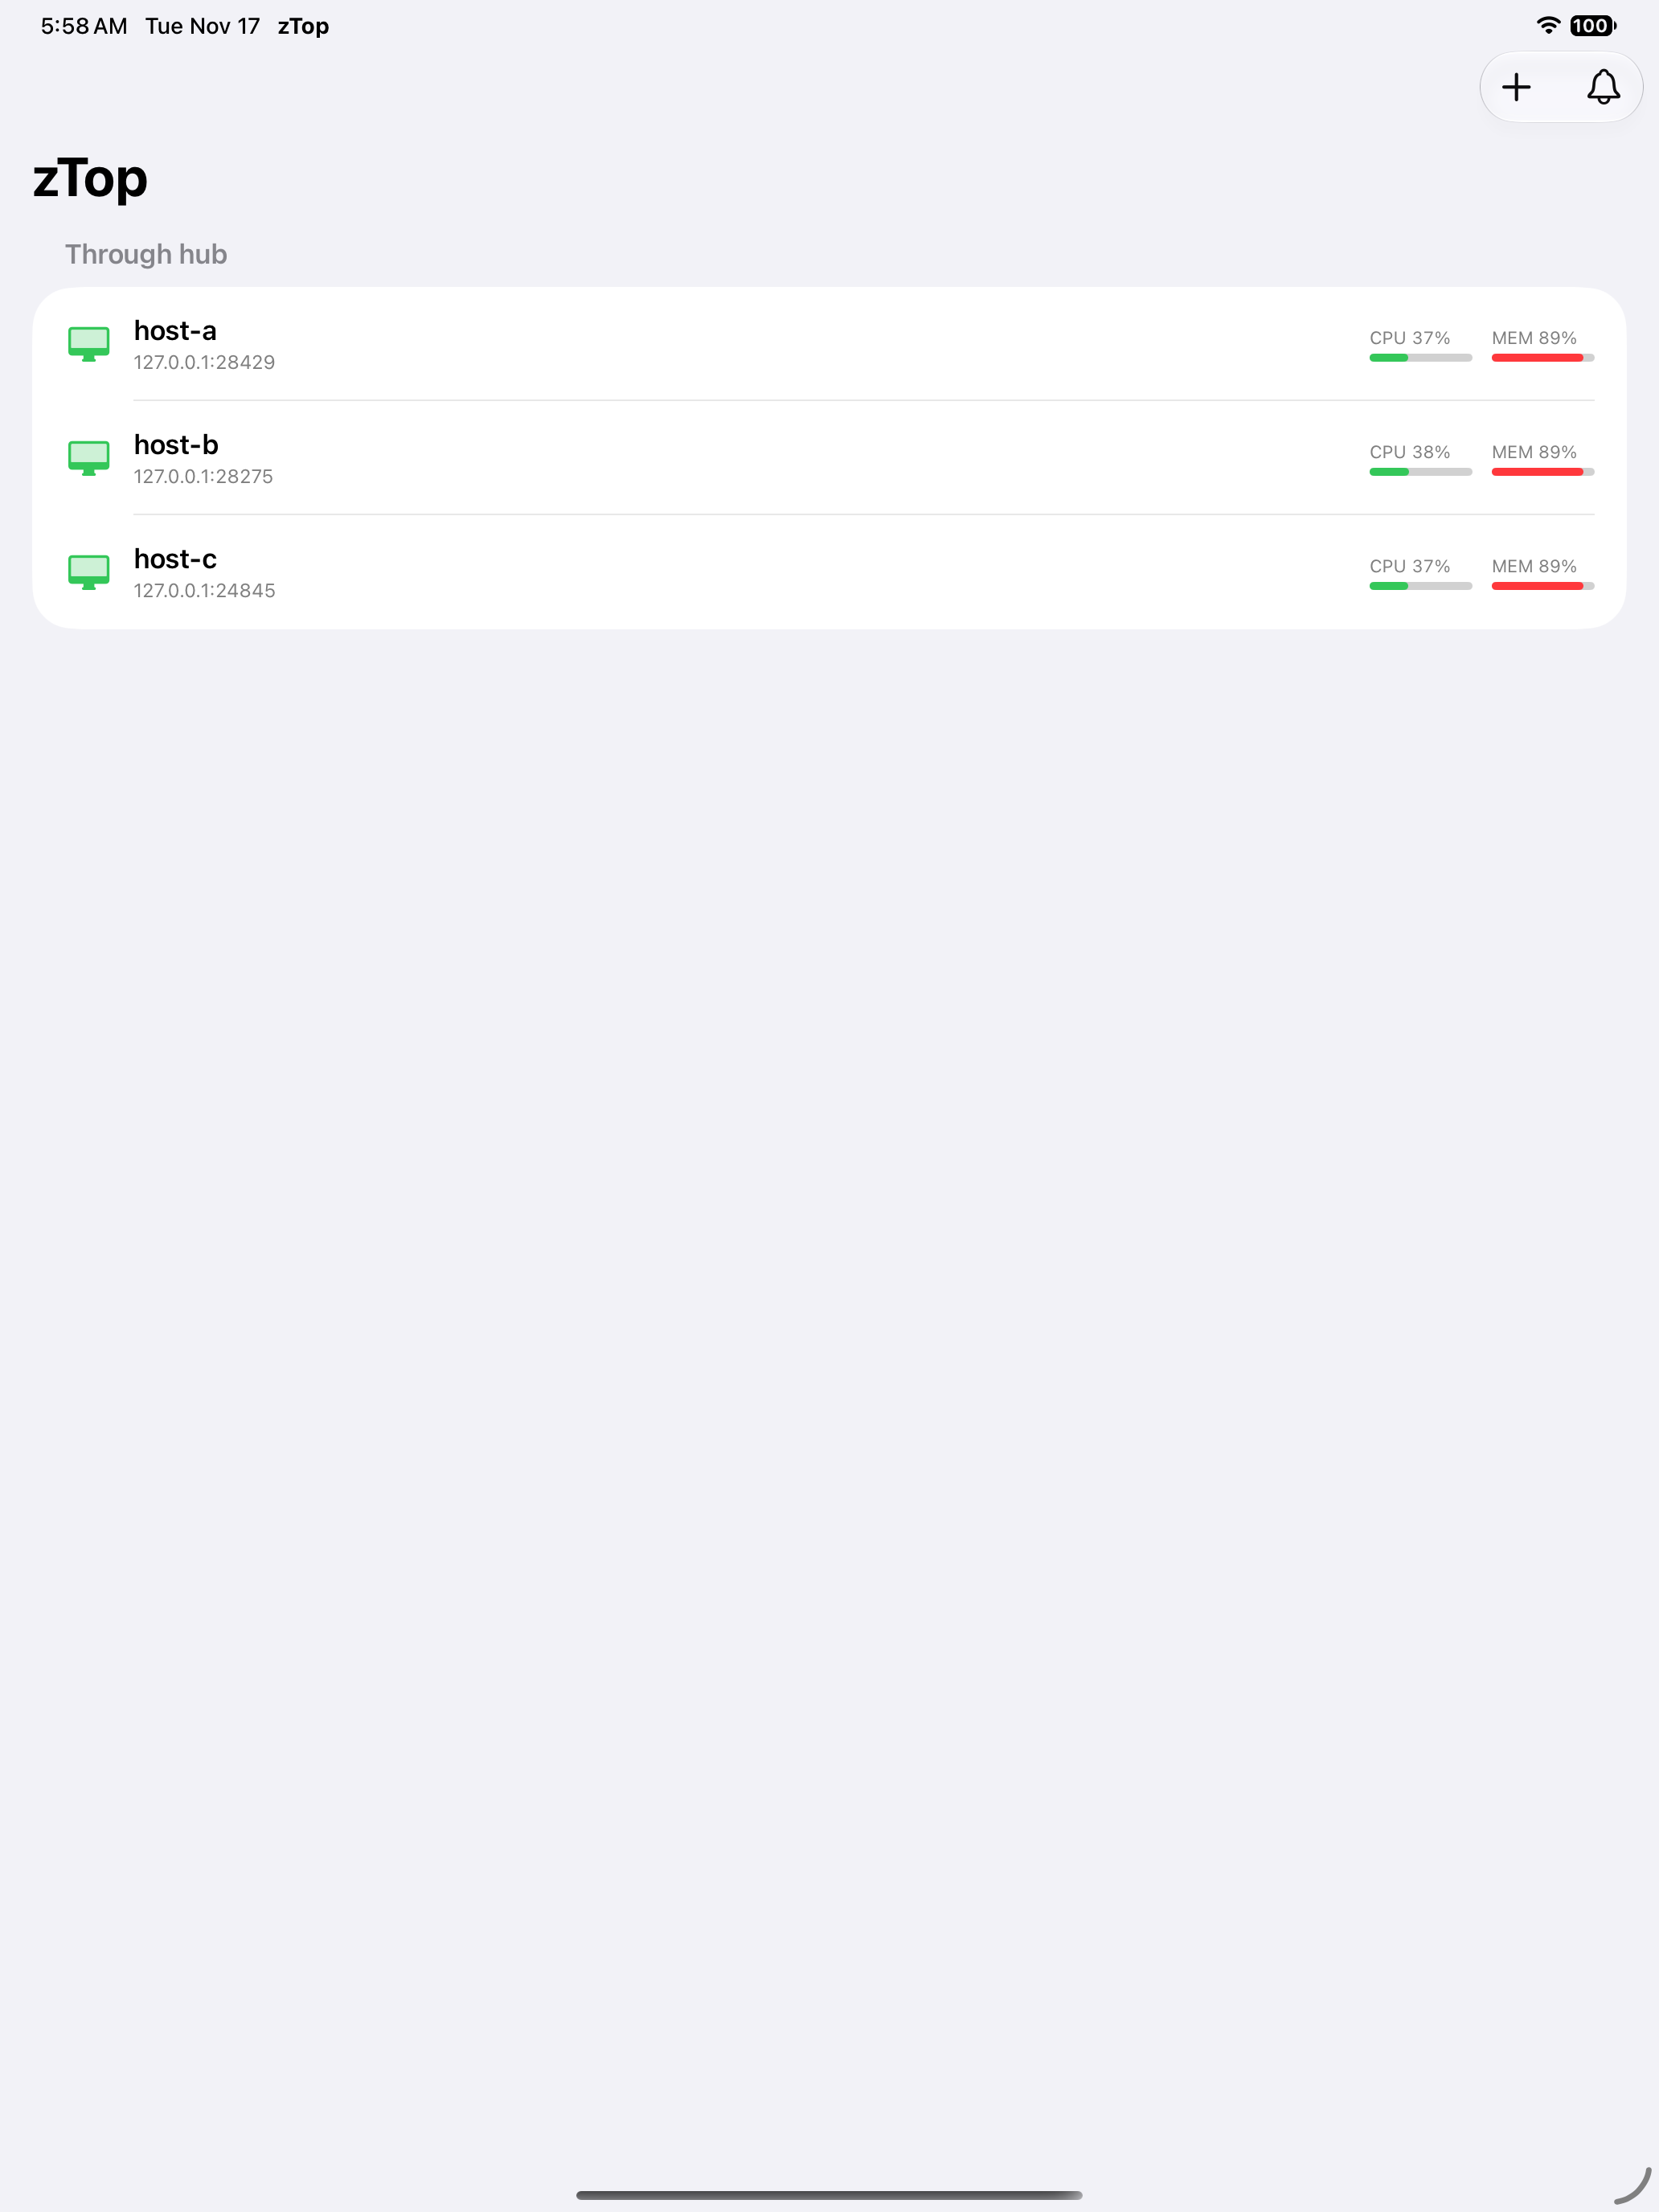 5:58 AM Tue Nov 17 zTop 100
zTop
Through hub
host-a
127.0.0.1:28429
CPU 37% MEM 89%
host-b
127.0.0.1:28275
CPU 38% MEM 89%
host-c
127.0.0.1:24845
CPU 37% MEM 89%